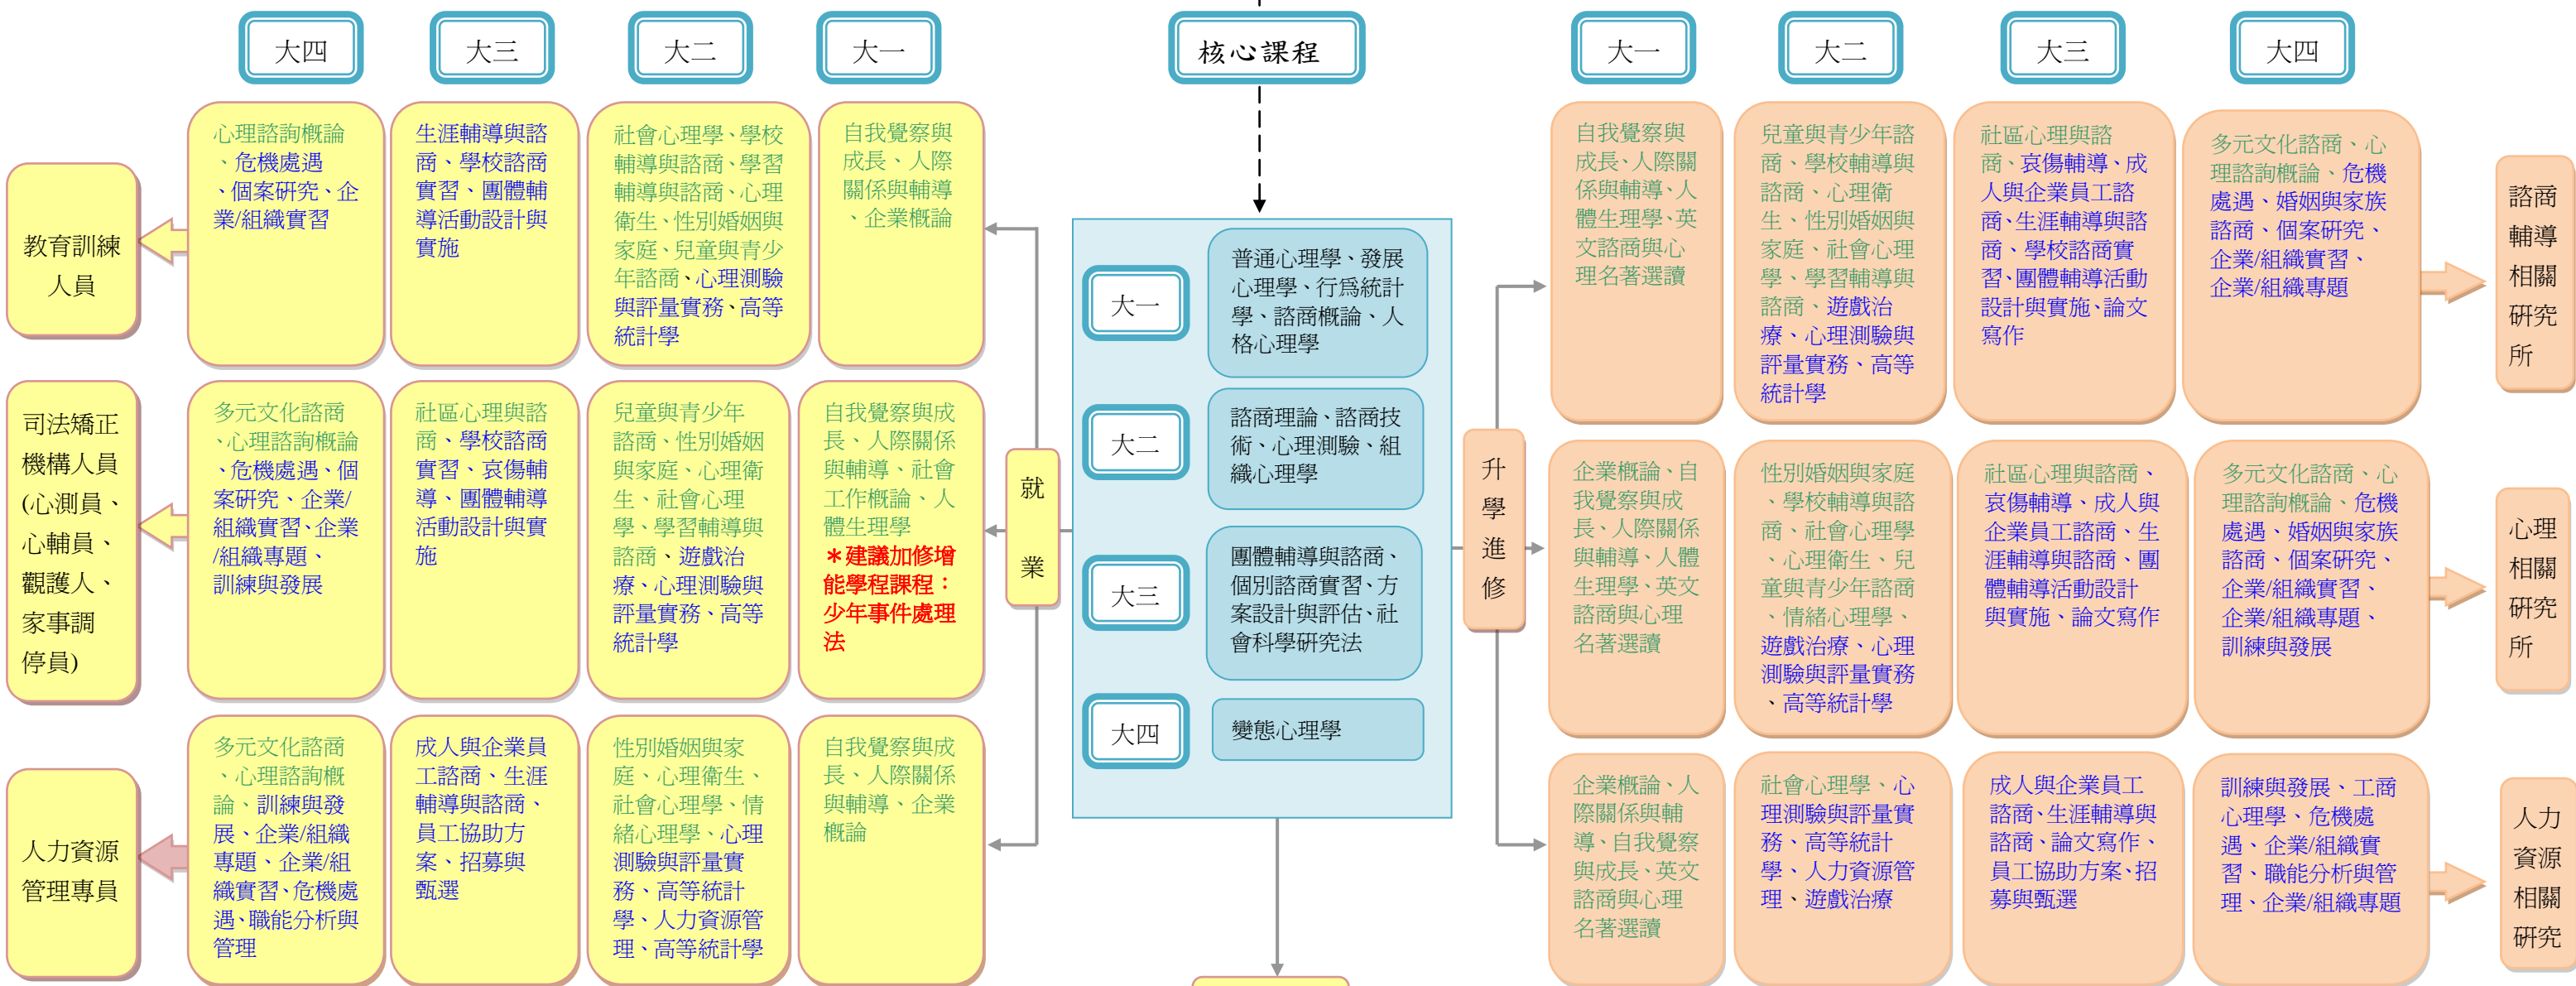 大四
大三
大二
大一
核心課程
大一
大二
大三
大四
教育訓練
人員
心理諮詢概論
、危機處遇
、個案研究、企
業/組織實習
生涯輔導與諮
商、學校諮商
實習、團體輔
導活動設計與
實施
社會心理學、學校
輔導與諮商、學習
輔導與諮商、心理
衛生、性別婚姻與
家庭、兒童與青少
年諮商、心理測驗
與評量實務、高等
統計學
自我覺察與
成長、人際
關係與輔導
、企業概論
司法矯正
機構人員
(心測員、
心輔員、
觀護人、
家事調
停員)
多元文化諮商
、心理諮詢概論
、危機處遇、個
案研究、企業/
組織實習、企業
/組織專題、
訓練與發展
社區心理與諮
商、學校諮商
實習、哀傷輔
導、團體輔導
活動設計與實
施
兒童與青少年
諮商、性別婚姻
與家庭、心理衛
生、社會心理
學、學習輔導與
諮商、遊戲治
療、心理測驗與
評量實務、高等
統計學
自我覺察與成
長、人際關係
與輔導、社會
工作概論、人
體生理學
＊建議加修增
能學程課程：
少年事件處理
法
人力資源
管理專員
多元文化諮商
、心理諮詢概
論、訓練與發
展、企業/組織
專題、企業/組
織實習、危機處
遇、職能分析與
管理
成人與企業員
工諮商、生涯
輔導與諮商、
員工協助方
案、招募與
甄選
性別婚姻與家
庭、心理衛生、
社會心理學、情
緒心理學、心理
測驗與評量實
務、高等統計
學、人力資源管
理、高等統計學
自我覺察與成
長、人際關係
與輔導、企業
概論
就
業
大一
普通心理學、發展
心理學、行為統計
學、諮商概論、人
格心理學
大二
諮商理論、諮商技
術、心理測驗、組
織心理學
大三
團體輔導與諮商、
個別諮商實習、方
案設計與評估、社
會科學研究法
大四
變態心理學
升
學
進
修
自我覺察與
成長、人際關
係與輔導、人
體生理學、英
文諮商與心
理名著選讀
兒童與青少年諮
商、學校輔導與
諮商、心理衛
生、性別婚姻與
家庭、社會心理
學、學習輔導與
諮商、遊戲治
療、心理測驗與
評量實務、高等
統計學
社區心理與諮
商、哀傷輔導、成
人與企業員工諮
商、生涯輔導與諮
商、學校諮商實
習、團體輔導活動
設計與實施、論文
寫作
多元文化諮商、心
理諮詢概論、危機
處遇、婚姻與家族
諮商、個案研究、
企業/組織實習、
企業/組織專題
諮商
輔導
相關
研究
所
企業概論、自
我覺察與成
長、人際關係
與輔導、人體
生理學、英文
諮商與心理
名著選讀
性別婚姻與家庭
、學校輔導與諮
商、社會心理學
、心理衛生、兒
童與青少年諮商
、情緒心理學、
遊戲治療、心理
測驗與評量實務
、高等統計學
社區心理與諮商、
哀傷輔導、成人與
企業員工諮商、生
涯輔導與諮商、團
體輔導活動設計
與實施、論文寫作
多元文化諮商、心
理諮詢概論、危機
處遇、婚姻與家族
諮商、個案研究、
企業/組織實習、
企業/組織專題、
訓練與發展
心理
相關
研究
所
企業概論、人
際關係與輔
導、自我覺察
與成長、英文
諮商與心理
名著選讀
社會心理學、心
理測驗與評量實
務、高等統計
學、人力資源管
理、遊戲治療
成人與企業員工
諮商、生涯輔導與
諮商、論文寫作、
員工協助方案、招
募與甄選
訓練與發展、工商
心理學、危機處
遇、企業/組織實
習、職能分析與管
理、企業/組織專題
人力
資源
相關
研究